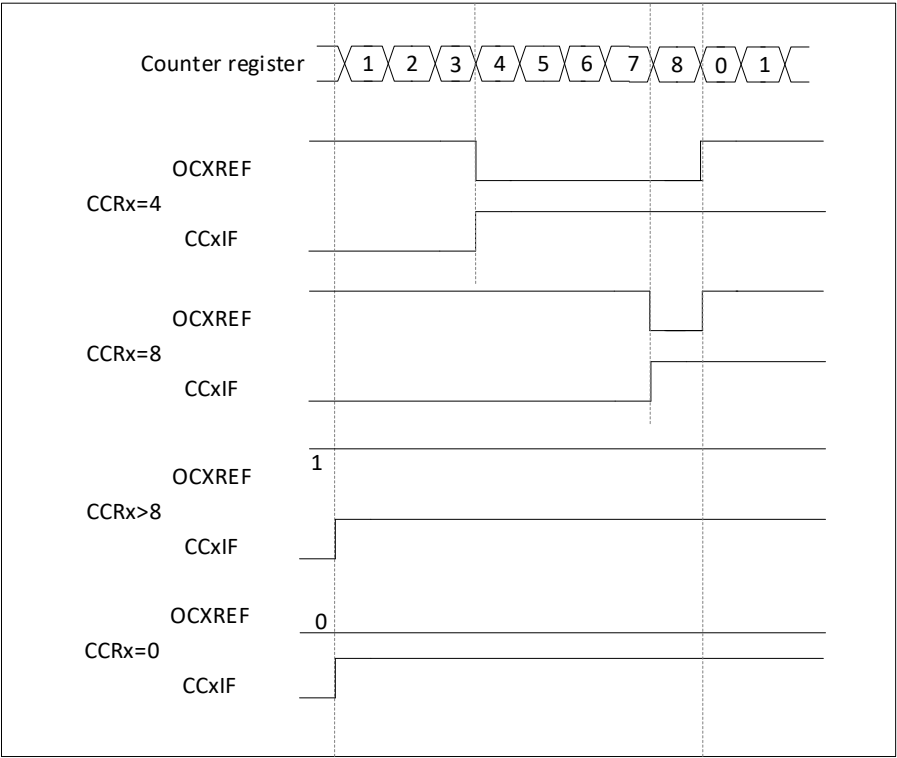 Counter register 1 2 3 4 5 6 7 8 0 1
OCXREF
CCRx=4
CCxIF
OCXREF
CCRx=8
CCxIF
1
OCXREF
CCRx>8
CCxIF
OCXREF 0
CCRx=0
CCxIF